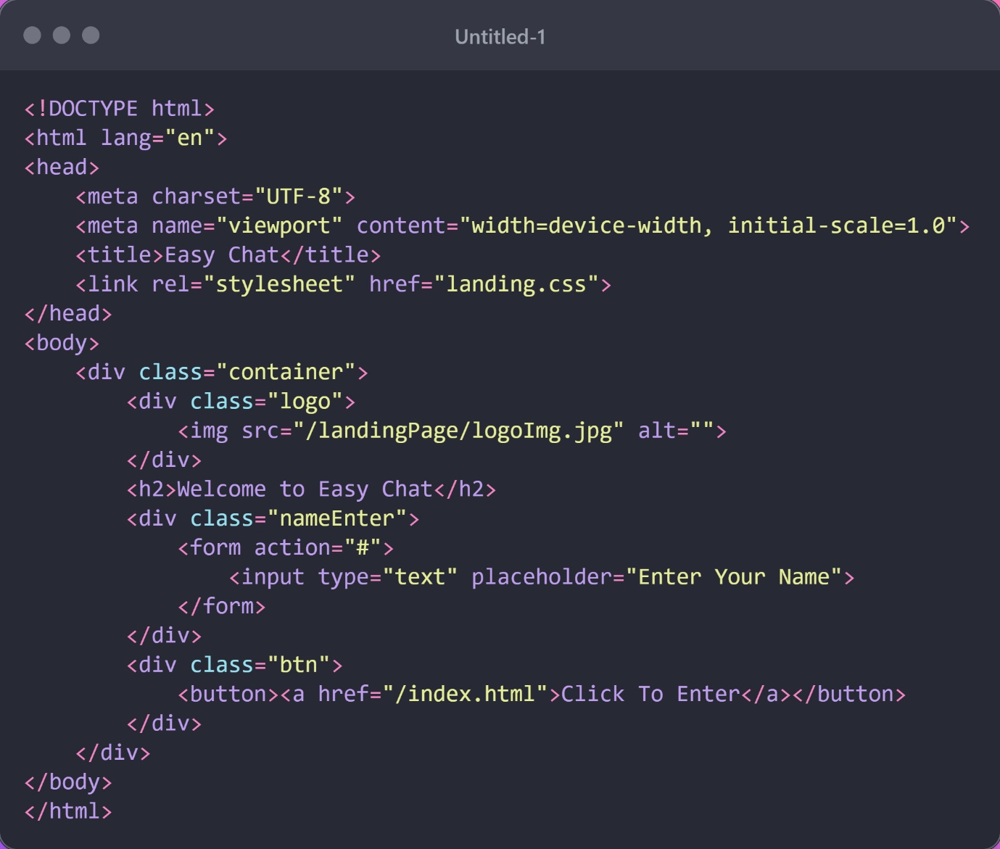 Untitled-1
<!DOCTYPE html>
<html lang="en">
<head>
    <meta charset="UTF-8">
    <meta name="viewport" content="width=device-width, initial-scale=1.0">
    <title>Easy Chat</title>
    <link rel="stylesheet" href="landing.css">
</head>
<body>
    <div class="container">
        <div class="logo">
            <img src="/landingPage/logoImg.jpg" alt="">
        </div>
        <h2>Welcome to Easy Chat</h2>
        <div class="nameEnter">
            <form action="#">
                <input type="text" placeholder="Enter Your Name">
            </form>
        </div>
        <div class="btn">
            <button><a href="/index.html">Click To Enter</a></button>
        </div>
    </div>
</body>
</html>